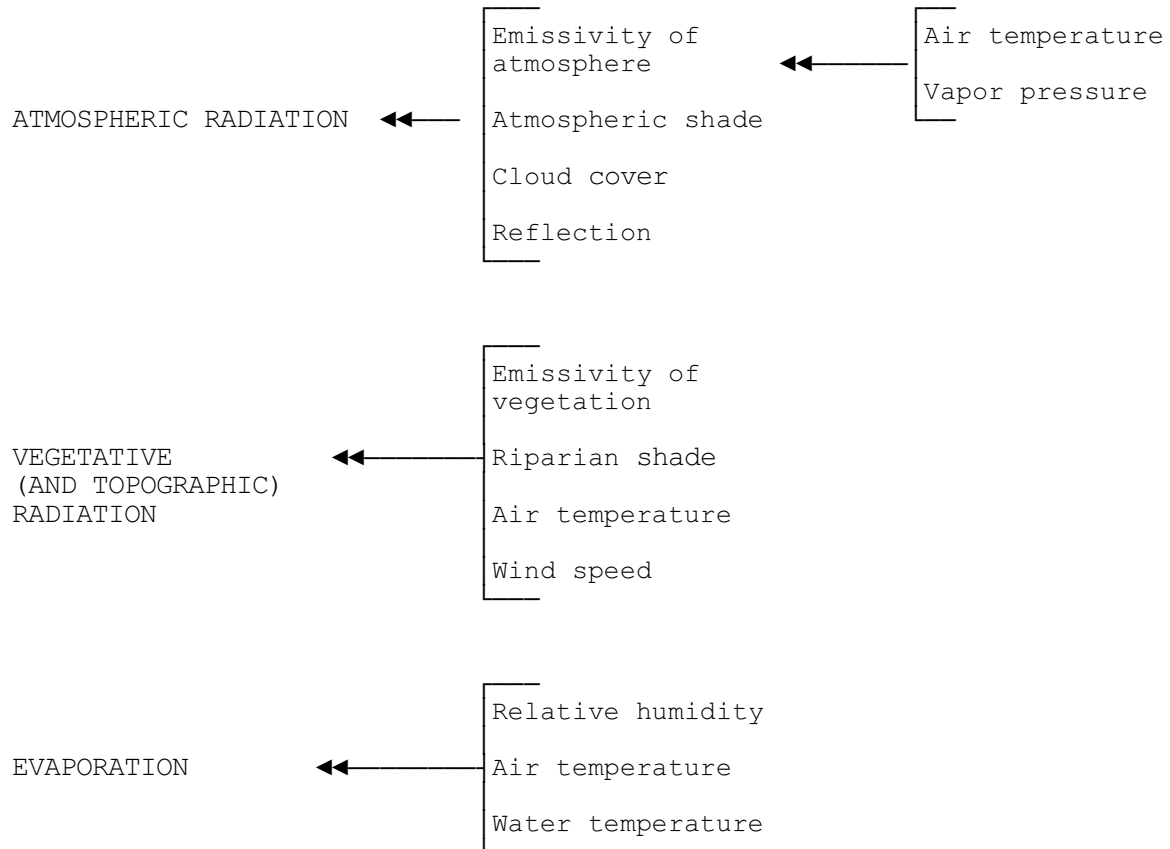 Emissivity of
atmosphere
Air temperature
Vapor pressure
ATMOSPHERIC RADIATION
Atmospheric shade
Cloud cover
Reflection
Emissivity of
vegetation
VEGETATIVE
(AND TOPOGRAPHIC)
RADIATION
Riparian shade
Air temperature
Wind speed
EVAPORATION
Relative humidity
Air temperature
Water temperature